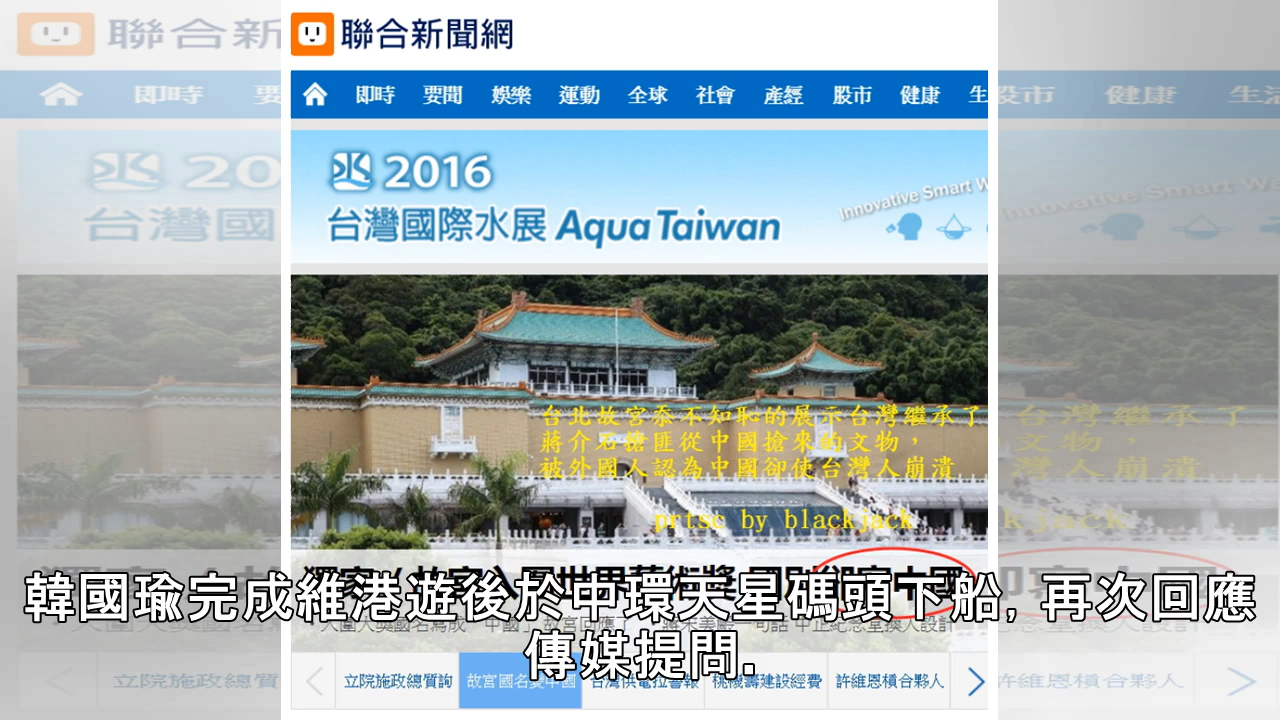 聯合新聞網
即時 要聞 娛樂 運動 全球 社會 產經 股市 健康 生
2016
台灣國際水展 Aqua Taiwan
Innovative Smart W
台北故宮恭不知恥的展示台灣繼承了
蔣介石搶匪從中國搶來的文物，
被外國人認為中國卻使台灣人崩潰
prtsc by blackjack
韓國瑜完成維港遊後於中環天星碼頭下船, 再次回應
傳媒提問.
立院施政總質詢 故宮國名變中國 台灣供電拉警報 桃機籌建設經費 許維恩積合夥人